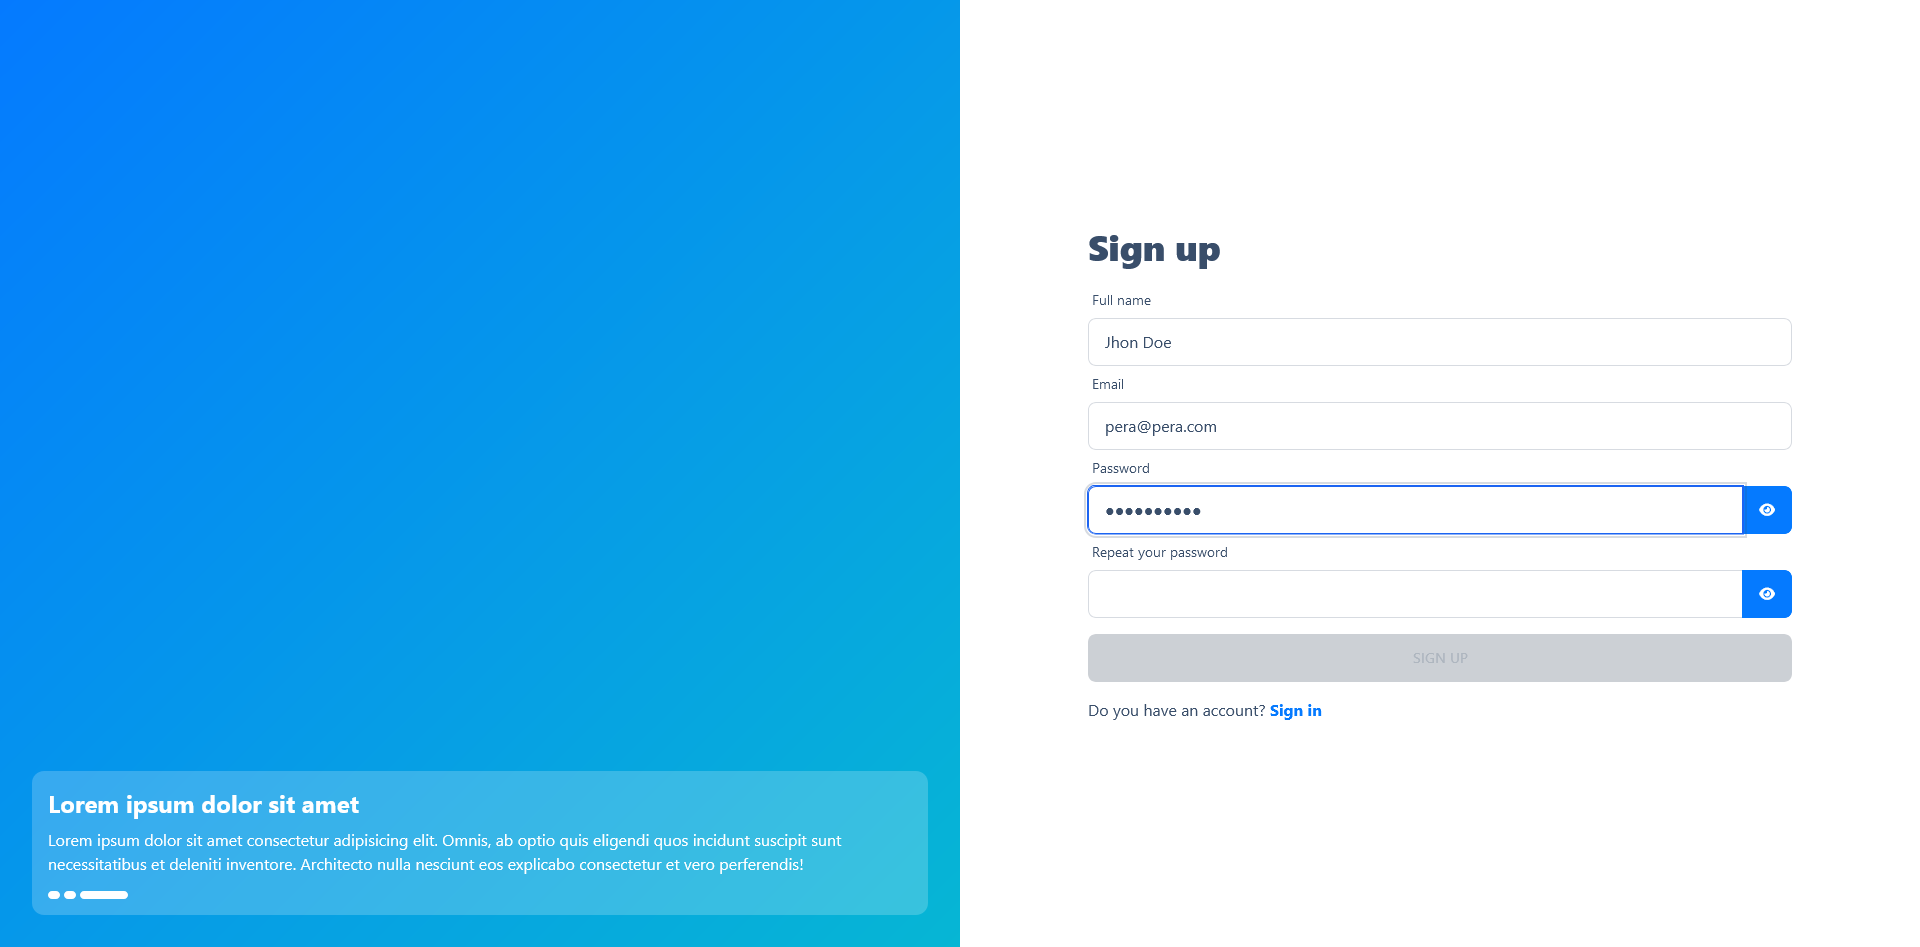 Sign up
Full name
Jhon Doe
Email
pera@pera.com
Password
••••••••••
Repeat your password
SIGN UP
Do you have an account? Sign in
Lorem ipsum dolor sit amet
Lorem ipsum dolor sit amet consectetur adipisicing elit. Omnis, ab optio quis eligendi quos incidunt suscipit sunt
necessitatibus et deleniti inventore. Architecto nulla nesciunt eos explicabo consectetur et vero perferendis!